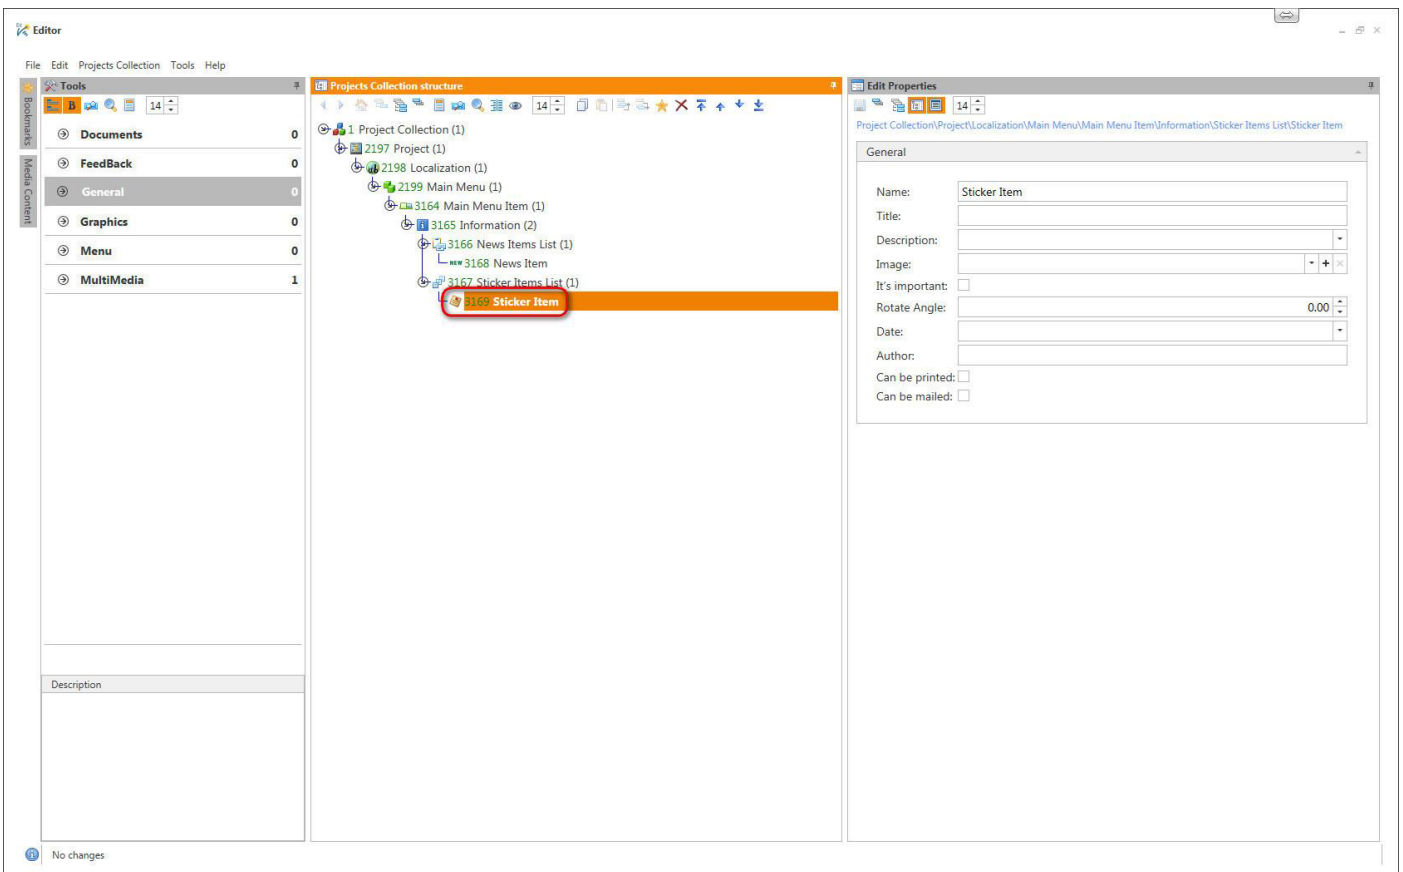 Editor
File Edit Projects Collection Tools Help
Bookmarks
Media Content
Tools
B 14
Documents 0
FeedBack 0
General 0
Graphics 0
Menu 0
MultiMedia 1
Description
Projects Collection structure
14
1 Project Collection (1)
2197 Project (1)
2198 Localization (1)
2199 Main Menu (1)
3164 Main Menu Item (1)
3165 Information (2)
3166 News Items List (1)
NEW 3168 News Item
3167 Sticker Items List (1)
3169 Sticker Item
Edit Properties
14
Project Collection\Project\Localization\Main Menu\Main Menu Item\Information\Sticker Items List\Sticker Item
General
Name: Sticker Item
Title:
Description:
Image:
It's important:
Rotate Angle: 0.00
Date:
Author:
Can be printed:
Can be mailed:
No changes